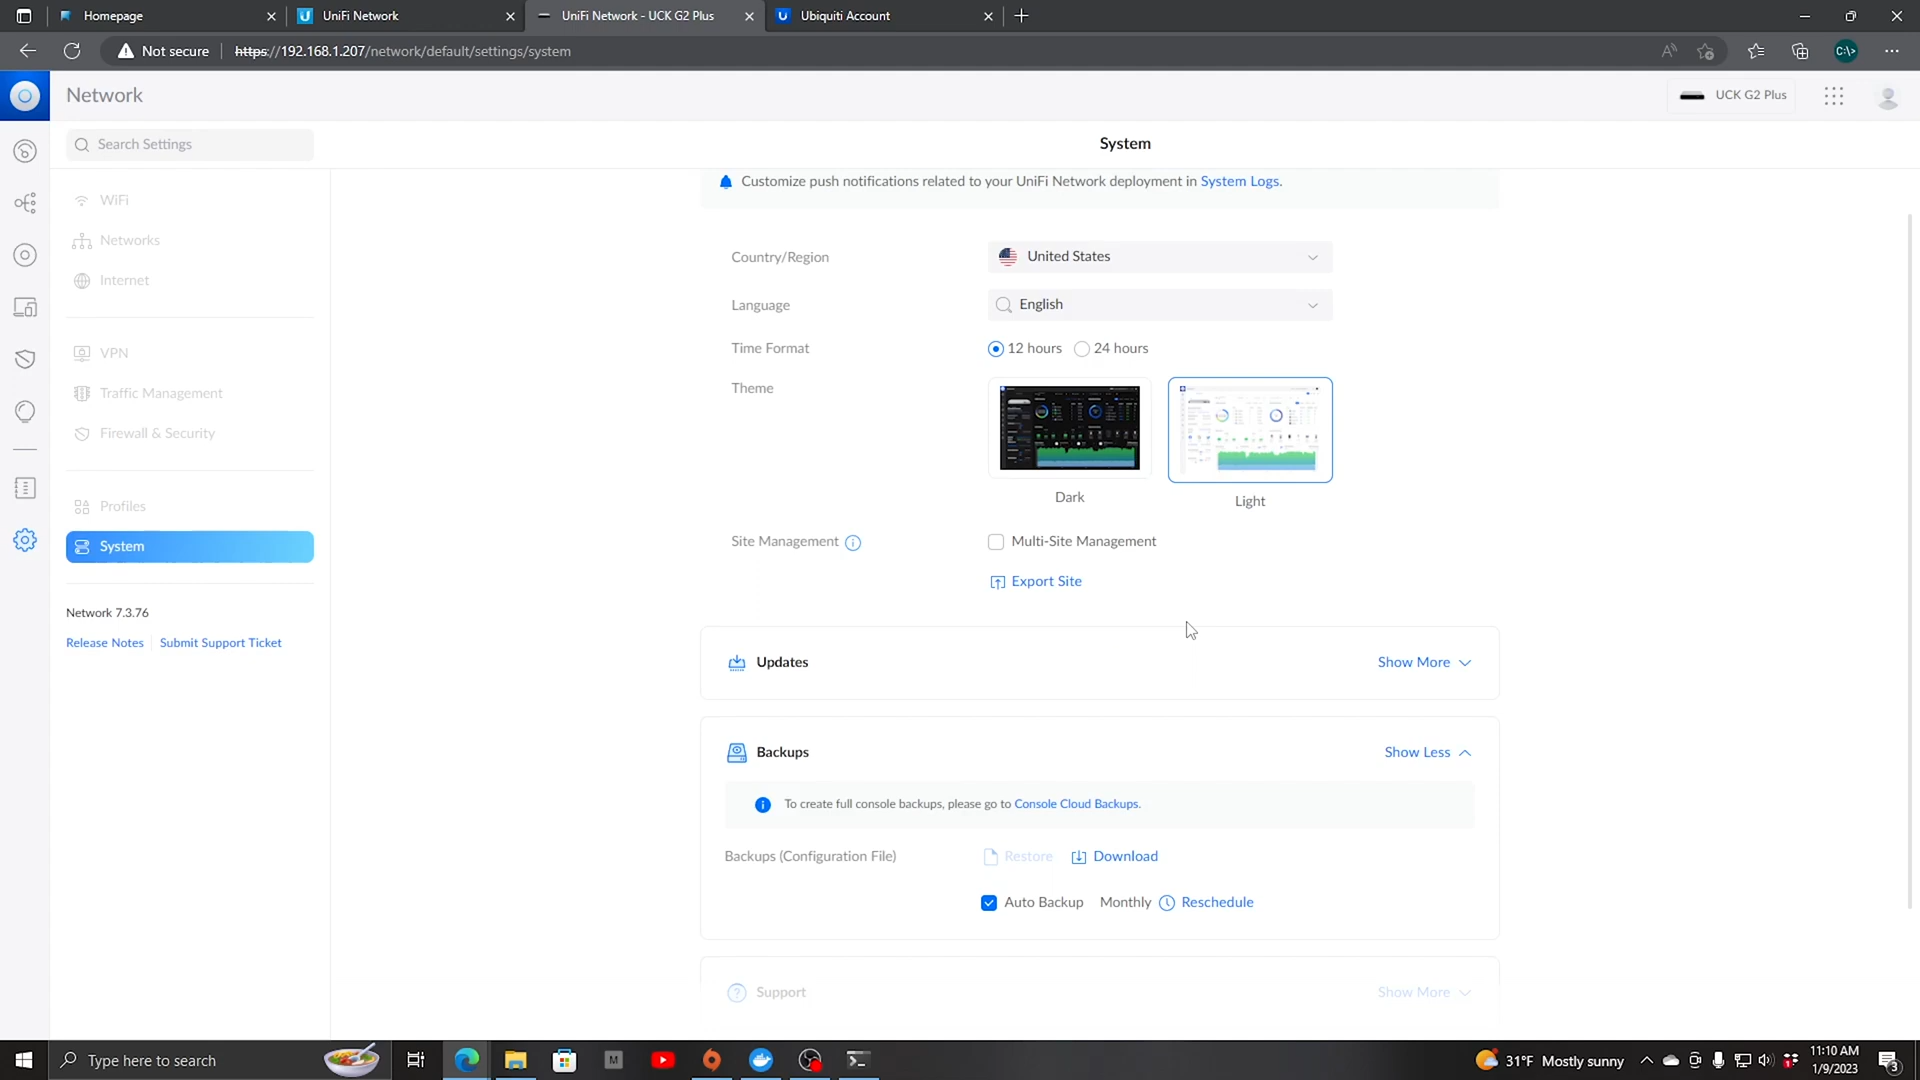 Homepage
UniFi Network
UniFi Network - UCK G2 Plus
Ubiquiti Account
Not secure
https://192.168.1.207/network/default/settings/system
Network
UCK G2 Plus
Search Settings
System
WiFi
Networks
Internet
VPN
Traffic Management
Firewall & Security
Profiles
System
Network 7.3.76
Release Notes
Submit Support Ticket
Customize push notifications related to your UniFi Network deployment in System Logs.
Country/Region
United States
Language
English
Time Format
12 hours
24 hours
Theme
Dark
Light
Site Management
Multi-Site Management
Export Site
Updates
Show More
Backups
Show Less
To create full console backups, please go to Console Cloud Backups.
Backups (Configuration File)
Restore
Download
Auto Backup
Monthly
Reschedule
Support
Show More
Type here to search
31°F Mostly sunny
11:10 AM
1/9/2023
3